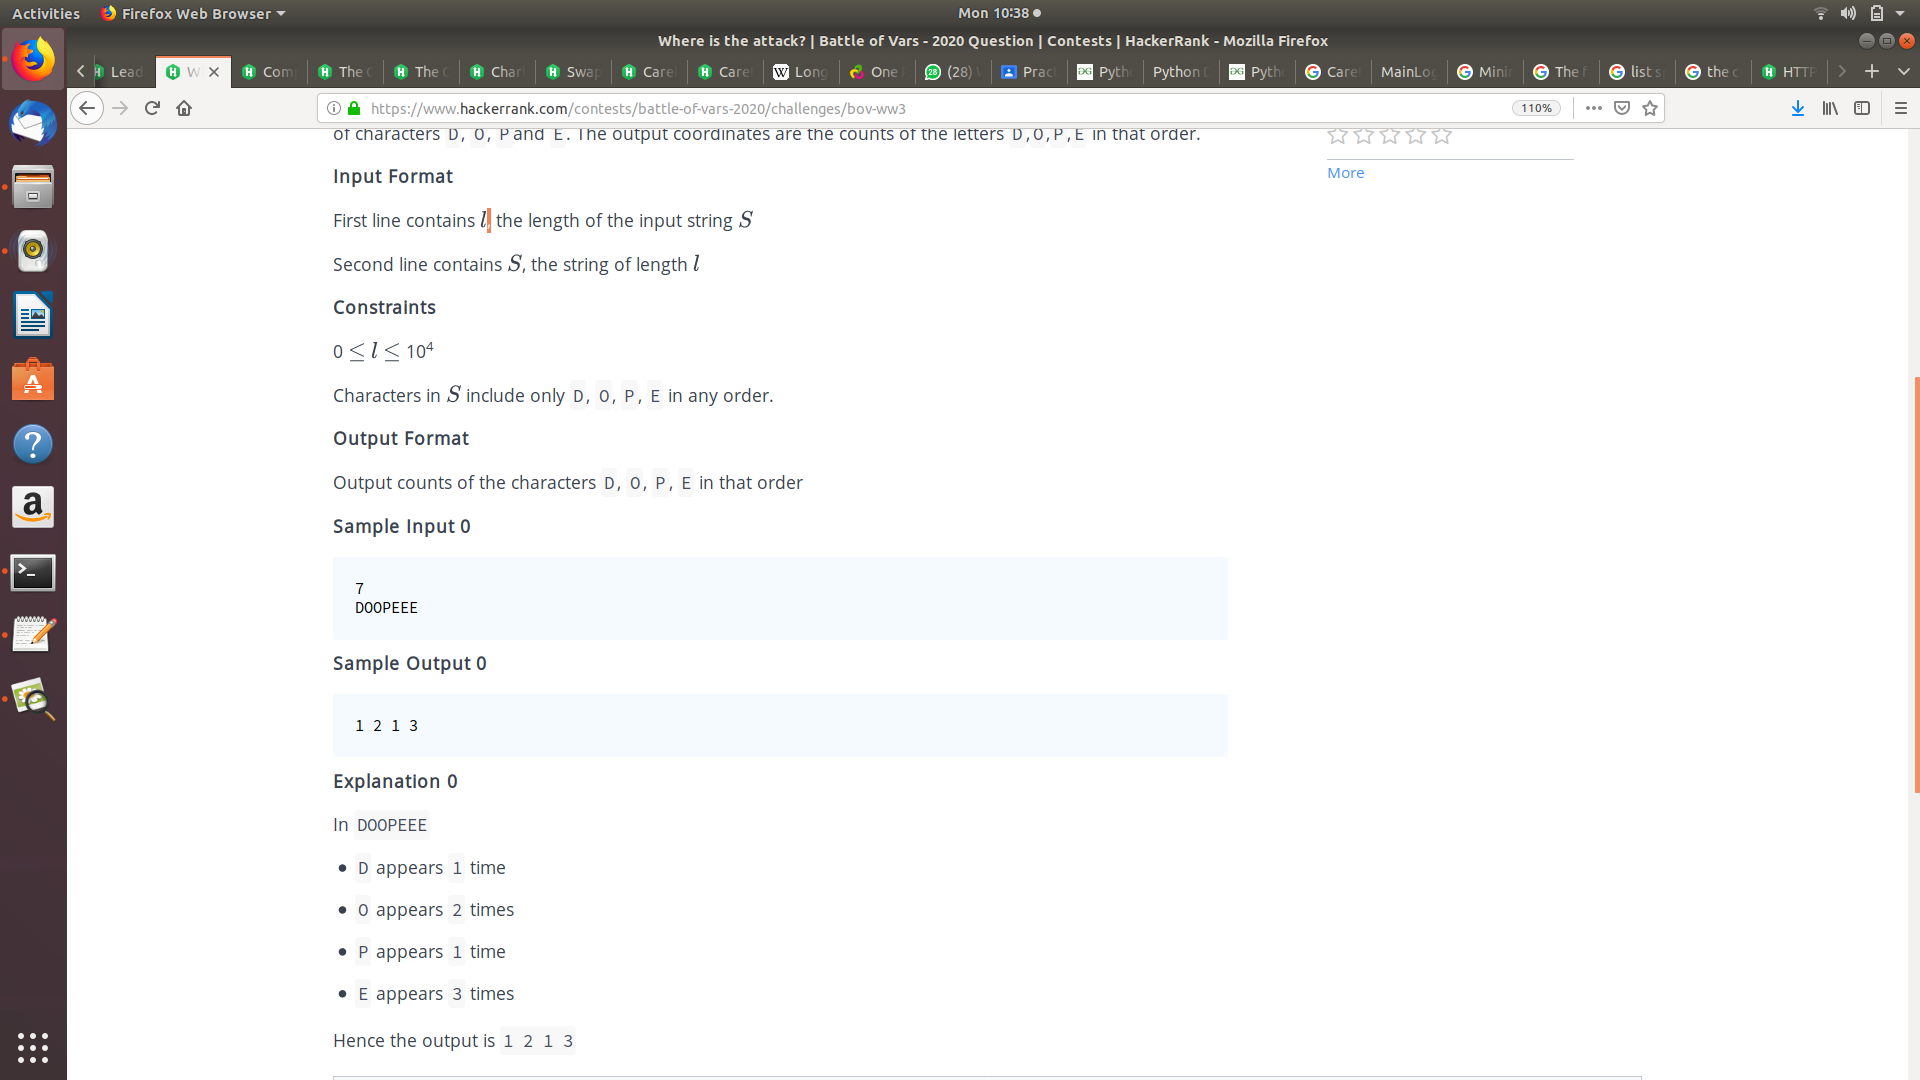 Activities Firefox Web Browser Mon 10:38
Where is the attack? | Battle of Vars - 2020 Question | Contests | HackerRank - Mozilla Firefox
Lead W Com The C The C Char Swap Care Care Long One (28) Prac Pyth Python D Pyth Care MainLog Mini The f list s the c HTTP
https://www.hackerrank.com/contests/battle-of-vars-2020/challenges/bov-ww3 110%
of characters D, O, P and E. The output coordinates are the counts of the letters D,O,P,E in that order.
More
Input Format
First line contains l, the length of the input string S
Second line contains S, the string of length l
Constraints
0 ≤ l ≤ 10⁴
Characters in S include only D, O, P, E in any order.
Output Format
Output counts of the characters D, O, P, E in that order
Sample Input 0
7
DOOPEEE
Sample Output 0
1 2 1 3
Explanation 0
In DOOPEEE
• D appears 1 time
• O appears 2 times
• P appears 1 time
• E appears 3 times
Hence the output is 1 2 1 3